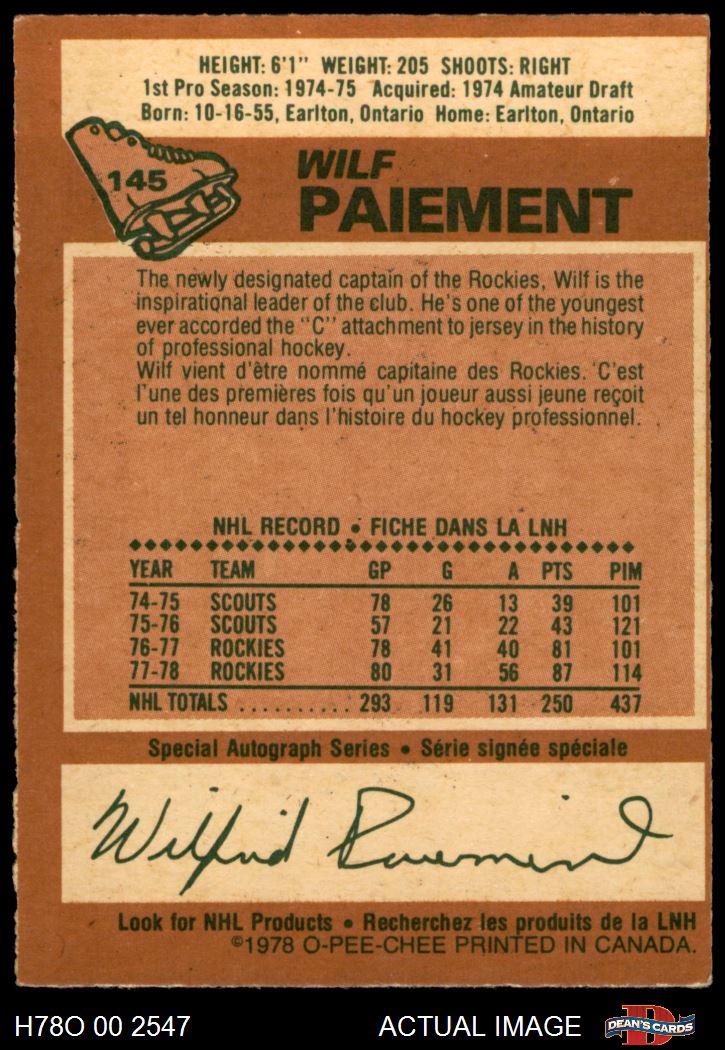 HEIGHT: 6'1" WEIGHT: 205 SHOOTS: RIGHT
1st Pro Season: 1974-75 Acquired: 1974 Amateur Draft
Born: 10-16-55, Earlton, Ontario Home: Earlton, Ontario
145
WILF
PAIEMENT
The newly designated captain of the Rockies, Wilf is the
inspirational leader of the club. He's one of the youngest
ever accorded the "C" attachment to jersey in the history
of professional hockey.
Wilf vient d'être nommé capitaine des Rockies. C'est
l'une des premières fois qu'un joueur aussi jeune reçoit
un tel honneur dans l'histoire du hockey professionnel.
NHL RECORD • FICHE DANS LA LNH
YEAR TEAM GP G A PTS PIM
74-75 SCOUTS 78 26 13 39 101
75-76 SCOUTS 57 21 22 43 121
76-77 ROCKIES 78 41 40 81 101
77-78 ROCKIES 80 31 56 87 114
NHL TOTALS .......... 293 119 131 250 437
Special Autograph Series • Série signée spéciale
Wilfrid Paiement
Look for NHL Products • Recherchez les produits de la LNH
©1978 O-PEE-CHEE PRINTED IN CANADA.
H78O 00 2547 ACTUAL IMAGE D DEAN'S CARDS